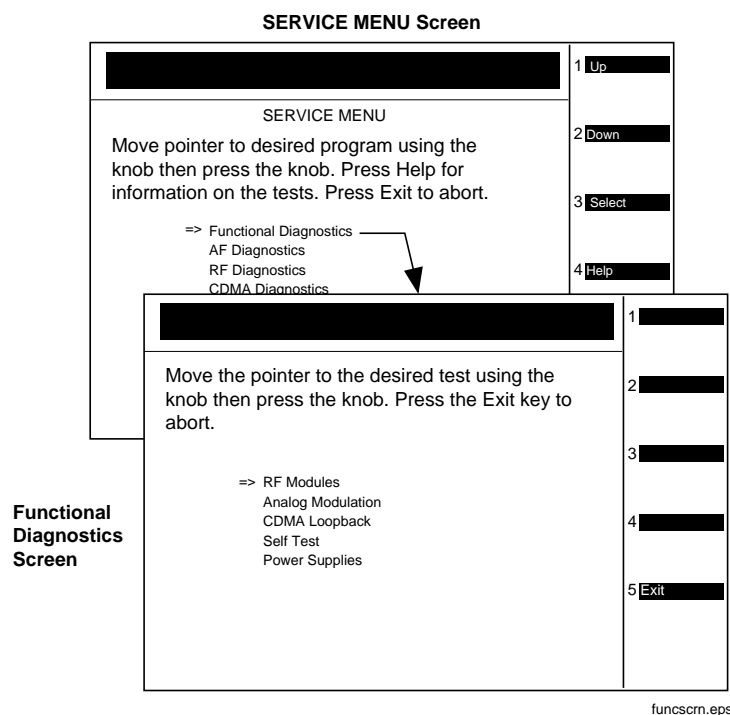 SERVICE MENU Screen
1 Up
SERVICE MENU
Move pointer to desired program using the
knob then press the knob. Press Help for
information on the tests. Press Exit to abort.
2 Down
3 Select
4 Help
=> Functional Diagnostics
AF Diagnostics
RF Diagnostics
CDMA Diagnostics
1
Move the pointer to the desired test using the
knob then press the knob. Press the Exit key to
abort.
2
3
4
5 Exit
=> RF Modules
Analog Modulation
CDMA Loopback
Self Test
Power Supplies
Functional
Diagnostics
Screen
funcscrn.eps